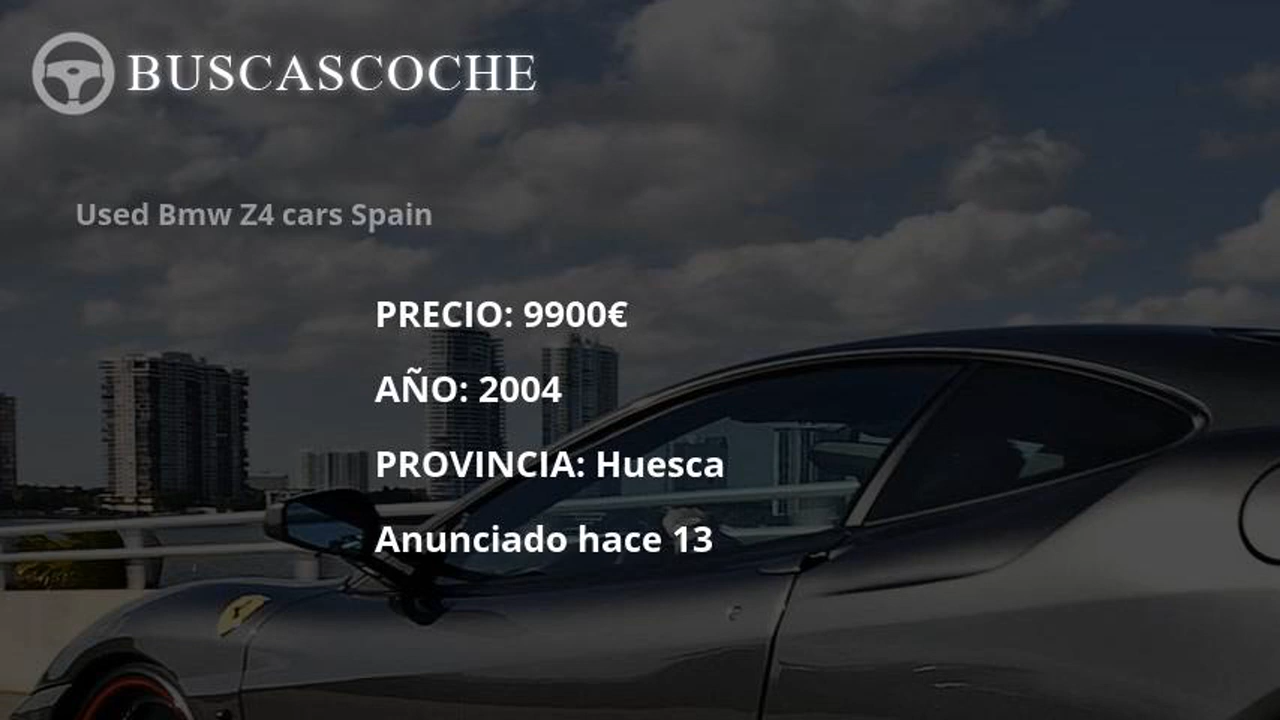 BUSCASCOCHE
Used Bmw Z4 cars Spain
PRECIO: 9900€
AÑO: 2004
PROVINCIA: Huesca
Anunciado hace 13